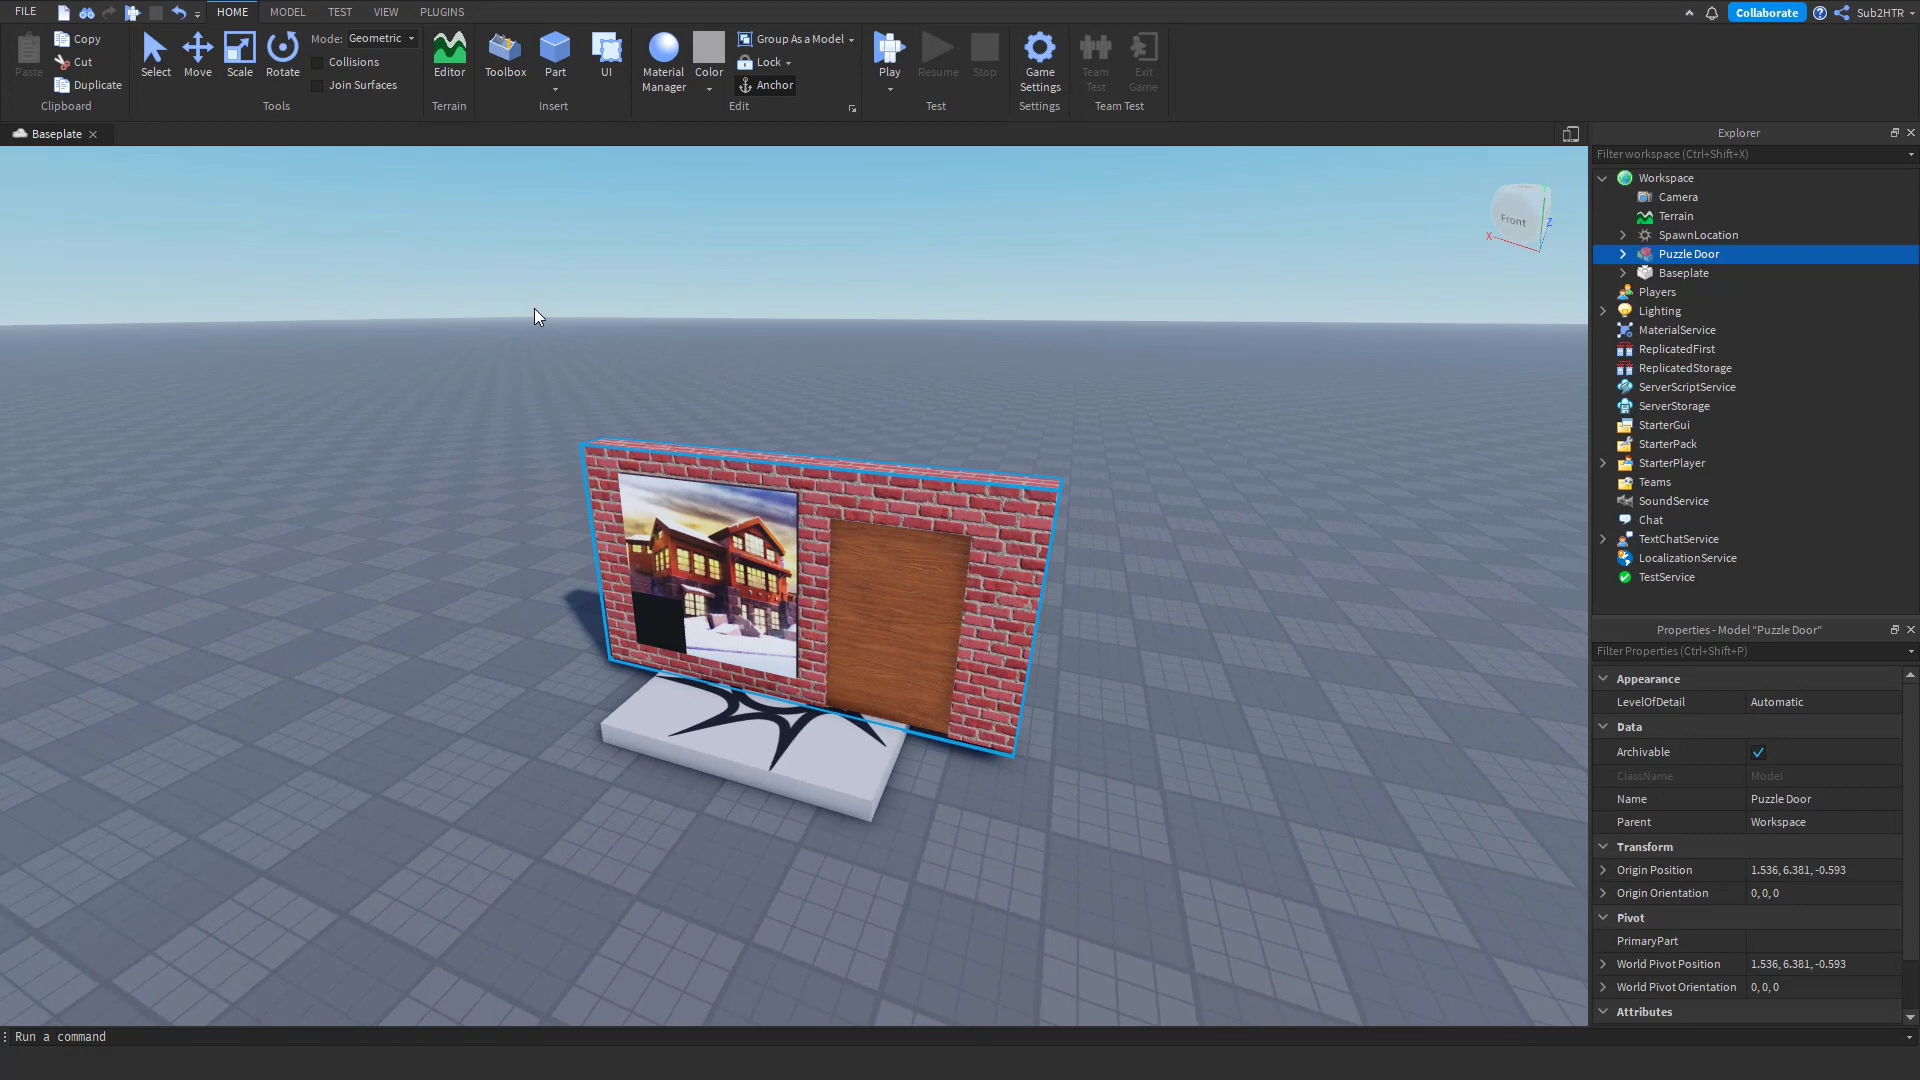 FILE HOME MODEL TEST VIEW PLUGINS Collaborate Sub2HTR
Paste Copy Cut Duplicate Clipboard
Select Move Scale Rotate Mode: Geometric Collisions Join Surfaces Tools
Editor Terrain
Toolbox Part UI Insert
Material Manager Color Group As a Model Lock Anchor Edit
Play Resume Stop Test
Game Settings Settings
Team Test Exit Game Team Test
Baseplate
Front
X
Z
Explorer
Filter workspace (Ctrl+Shift+X)
Workspace
Camera
Terrain
SpawnLocation
Puzzle Door
Baseplate
Players
Lighting
MaterialService
ReplicatedFirst
ReplicatedStorage
ServerScriptService
ServerStorage
StarterGui
StarterPack
StarterPlayer
Teams
SoundService
Chat
TextChatService
LocalizationService
TestService
Properties - Model "Puzzle Door"
Filter Properties (Ctrl+Shift+P)
Appearance
LevelOfDetail Automatic
Data
Archivable
ClassName Model
Name Puzzle Door
Parent Workspace
Transform
Origin Position 1.536, 6.381, -0.593
Origin Orientation 0, 0, 0
Pivot
PrimaryPart
World Pivot Position 1.536, 6.381, -0.593
World Pivot Orientation 0, 0, 0
Attributes
Run a command